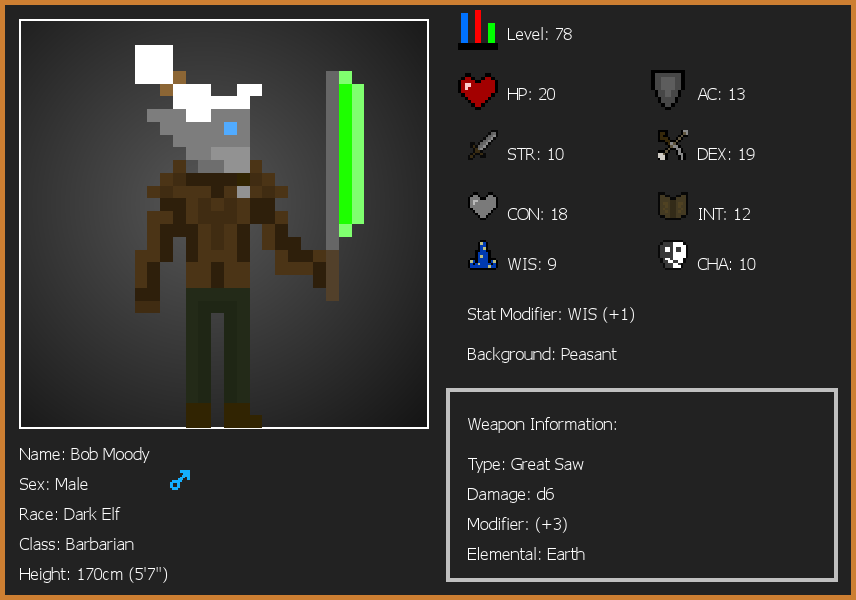 Level: 78
HP: 20
AC: 13
STR: 10
DEX: 19
CON: 18
INT: 12
WIS: 9
CHA: 10
Stat Modifier: WIS (+1)
Background: Peasant
Weapon Information:
Type: Great Saw
Damage: d6
Modifier: (+3)
Elemental: Earth
Name: Bob Moody
Sex: Male
Race: Dark Elf
Class: Barbarian
Height: 170cm (5'7")